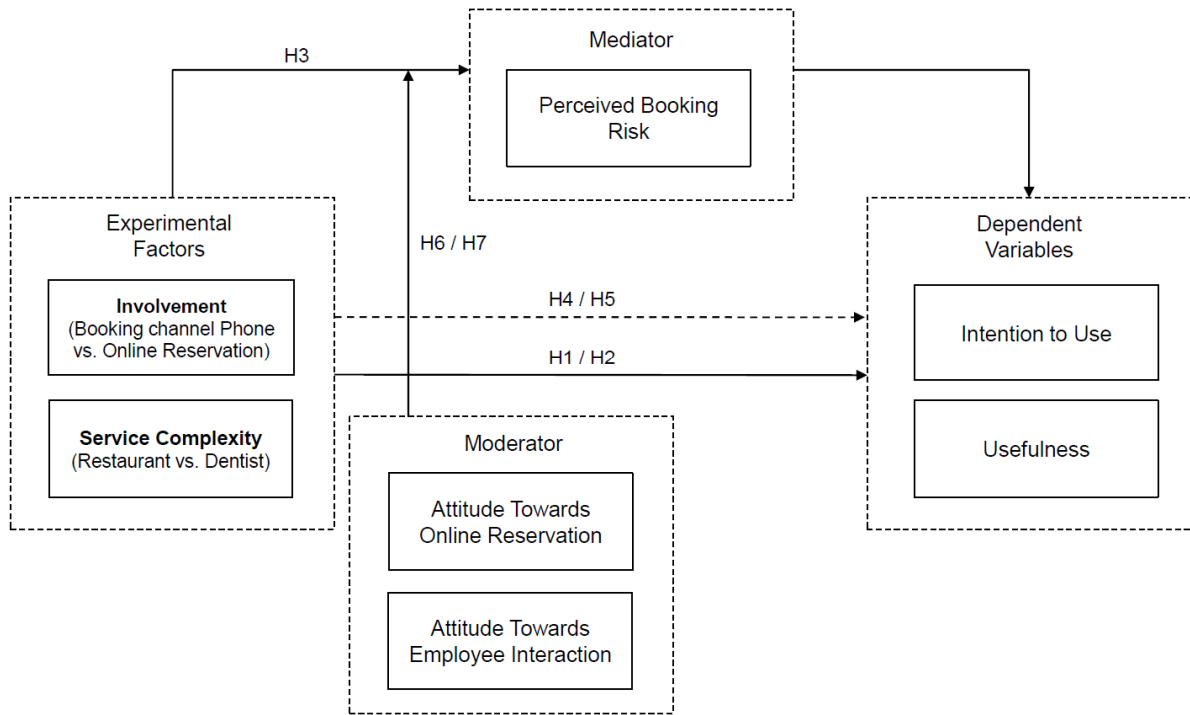 H3
Mediator
Perceived Booking
Risk
Experimental
Factors
Involvement
(Booking channel Phone
vs. Online Reservation)
Service Complexity
(Restaurant vs. Dentist)
H6 / H7
H4 / H5
H1 / H2
Moderator
Attitude Towards
Online Reservation
Attitude Towards
Employee Interaction
Dependent
Variables
Intention to Use
Usefulness